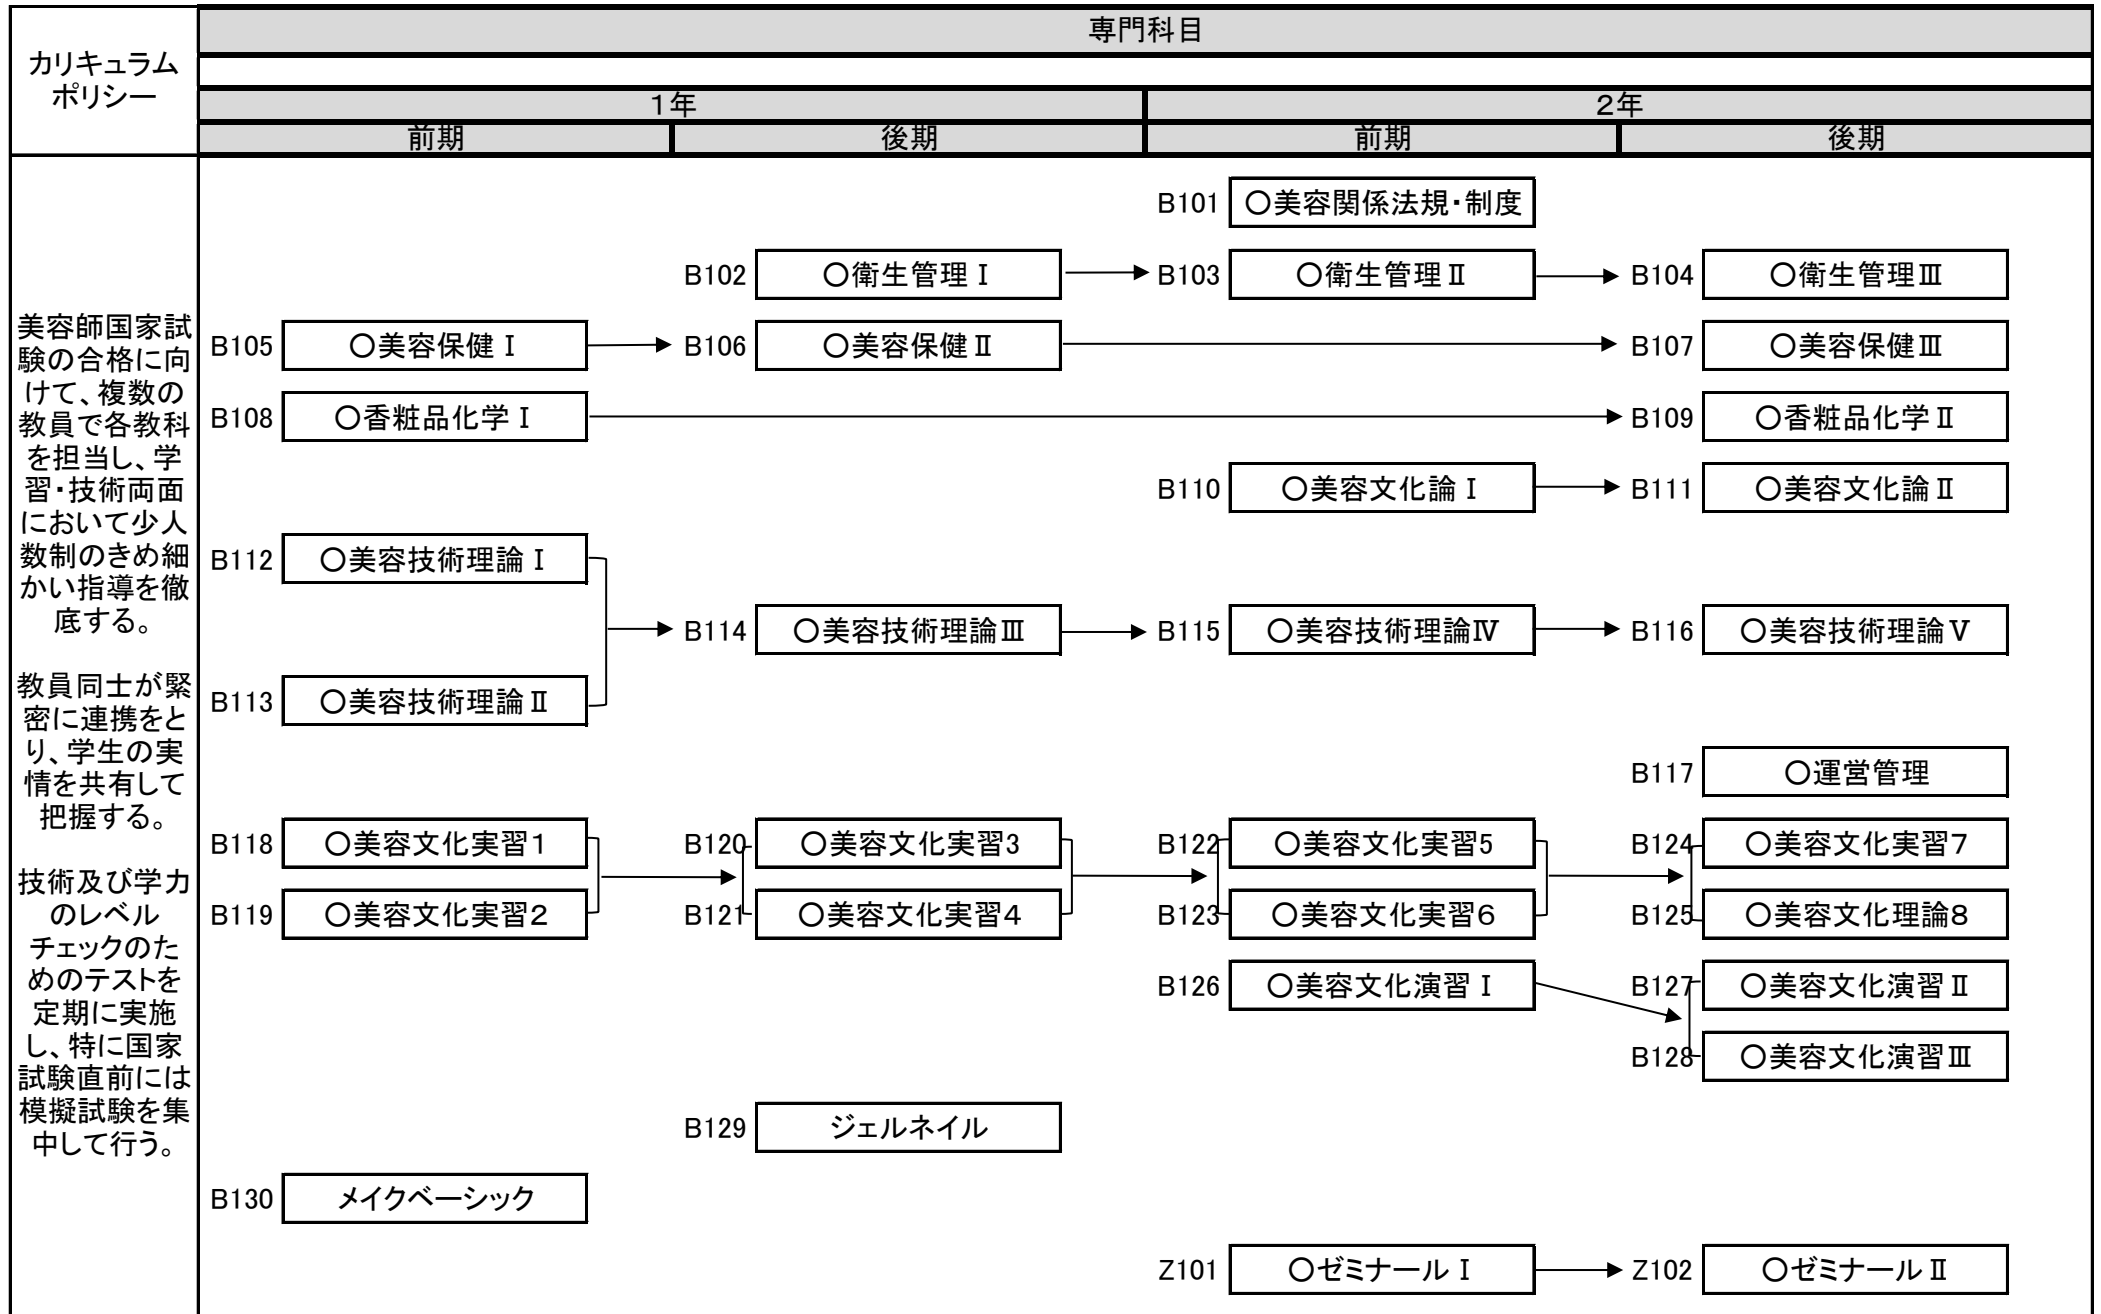 カリキュラム
ポリシー
専門科目
1年
2年
前期
後期
前期
後期
美容師国家試
験の合格に向
けて、複数の
教員で各教科
を担当し、学
習・技術両面
において少人
数制のきめ細
かい指導を徹
底する。
教員同士が緊
密に連携をと
り、学生の実
情を共有して
把握する。
技術及び学力
のレベル
チェックのた
めのテストを
定期に実施
し、特に国家
試験直前には
模擬試験を集
中して行う。
B101 ○美容関係法規・制度
B102 ○衛生管理Ⅰ B103 ○衛生管理Ⅱ B104 ○衛生管理Ⅲ
B105 ○美容保健Ⅰ B106 ○美容保健Ⅱ B107 ○美容保健Ⅲ
B108 ○香粧品化学Ⅰ B109 ○香粧品化学Ⅱ
B110 ○美容文化論Ⅰ B111 ○美容文化論Ⅱ
B112 ○美容技術理論Ⅰ
B114 ○美容技術理論Ⅲ B115 ○美容技術理論Ⅳ B116 ○美容技術理論Ⅴ
B113 ○美容技術理論Ⅱ
B117 ○運営管理
B118 ○美容文化実習1 B120 ○美容文化実習3 B122 ○美容文化実習5 B124 ○美容文化実習7
B119 ○美容文化実習2 B121 ○美容文化実習4 B123 ○美容文化実習6 B125 ○美容文化理論8
B126 ○美容文化演習Ⅰ B127 ○美容文化演習Ⅱ
B128 ○美容文化演習Ⅲ
B129 ジェルネイル
B130 メイクベーシック
Z101 ○ゼミナールⅠ Z102 ○ゼミナールⅡ